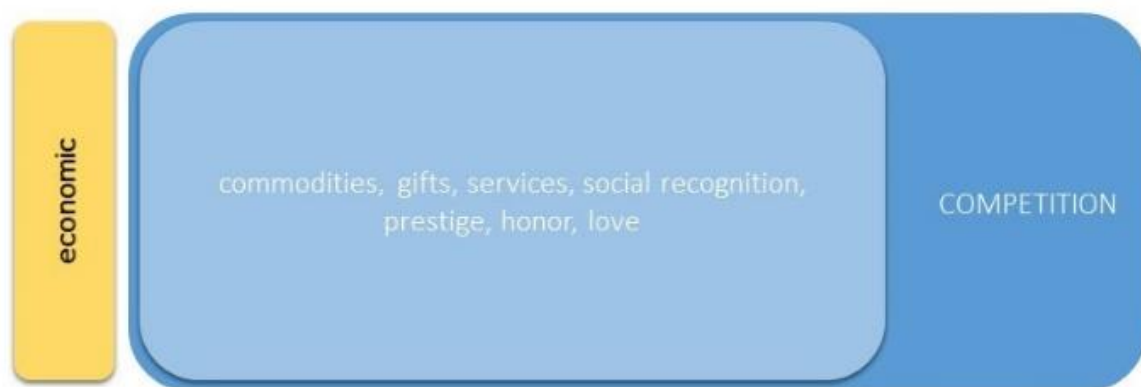 economic
commodities, gifts, services, social recognition,
prestige, honor, love
COMPETITION